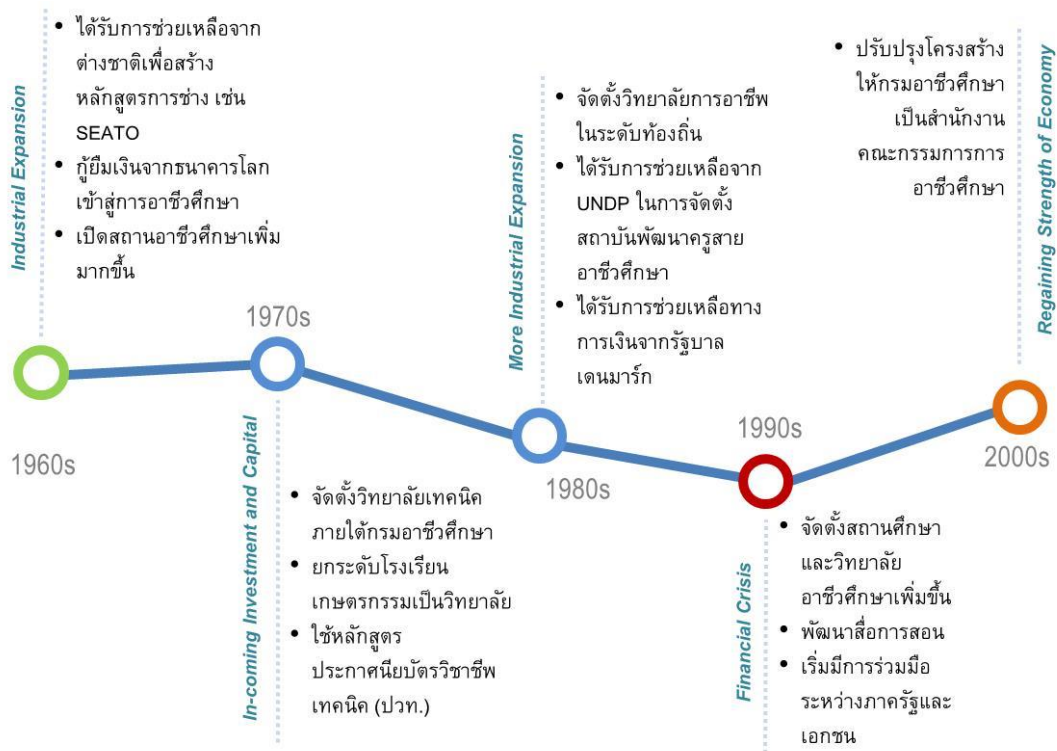 Industrial Expansion
• ได้รับการช่วยเหลือจาก
ต่างชาติเพื่อสร้าง
หลักสูตรการช่าง เช่น
SEATO
• กู้ยืมเงินจากธนาคารโลก
เข้าสู่การอาชีวศึกษา
• เปิดสถานอาชีวศึกษาเพิ่ม
มากขึ้น
1960s
1970s
In-coming Investment and Capital
• จัดตั้งวิทยาลัยเทคนิค
ภายใต้กรมอาชีวศึกษา
• ยกระดับโรงเรียน
เกษตรกรรมเป็นวิทยาลัย
• ใช้หลักสูตร
ประกาศนียบัตรวิชาชีพ
เทคนิค (ปวท.)
More Industrial Expansion
• จัดตั้งวิทยาลัยการอาชีพ
ในระดับท้องถิ่น
• ได้รับการช่วยเหลือจาก
UNDP ในการจัดตั้ง
สถาบันพัฒนาครูสาย
อาชีวศึกษา
• ได้รับการช่วยเหลือทาง
การเงินจากรัฐบาล
เดนมาร์ก
1980s
1990s
Financial Crisis
• จัดตั้งสถานศึกษา
และวิทยาลัย
อาชีวศึกษาเพิ่มขึ้น
• พัฒนาสื่อการสอน
• เริ่มมีการร่วมมือ
ระหว่างภาครัฐและ
เอกชน
• ปรับปรุงโครงสร้าง
ให้กรมอาชีวศึกษา
เป็นสำนักงาน
คณะกรรมการการ
อาชีวศึกษา
Regaining Strength of Economy
2000s